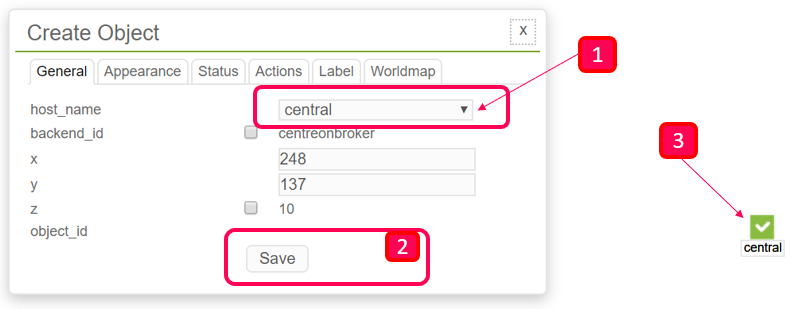 Create Object
x
General Appearance Status Actions Label Worldmap
1
host_name central
backend_id centreonbroker
x 248
3
y 137
z 10
object_id
2
Save
central